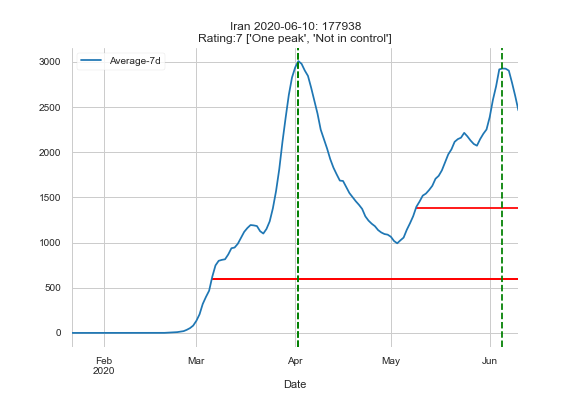 Iran 2020-06-10: 177938
Rating:7 ['One peak', 'Not in control']
Average-7d
3000
2500
2000
1500
1000
500
0
Feb
2020
Mar
Apr
May
Jun
Date